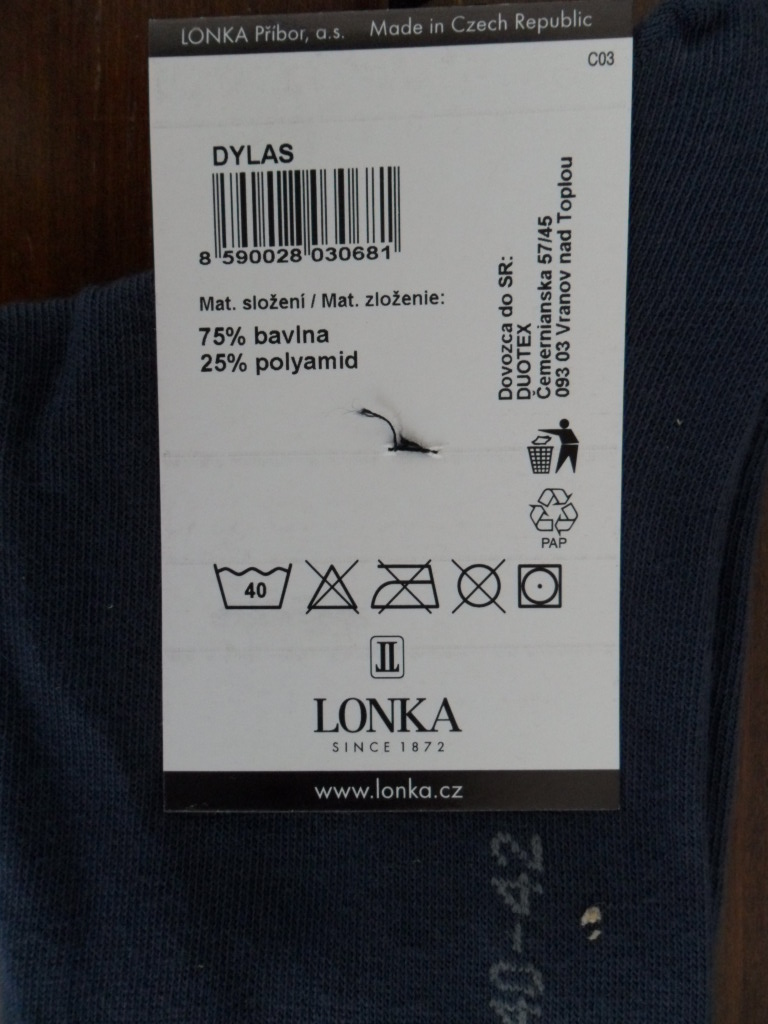 LONKA Příbor, a.s. Made in Czech Republic
C03
DYLAS
8 590028 030681
Mat. složení / Mat. zloženie:
75% bavlna
25% polyamid
Dovozca do SR:
DUOTEX
Čemernianska 57/45
093 03 Vranov nad Topľou
PAP
40
LONKA
SINCE 1872
www.lonka.cz
40-42